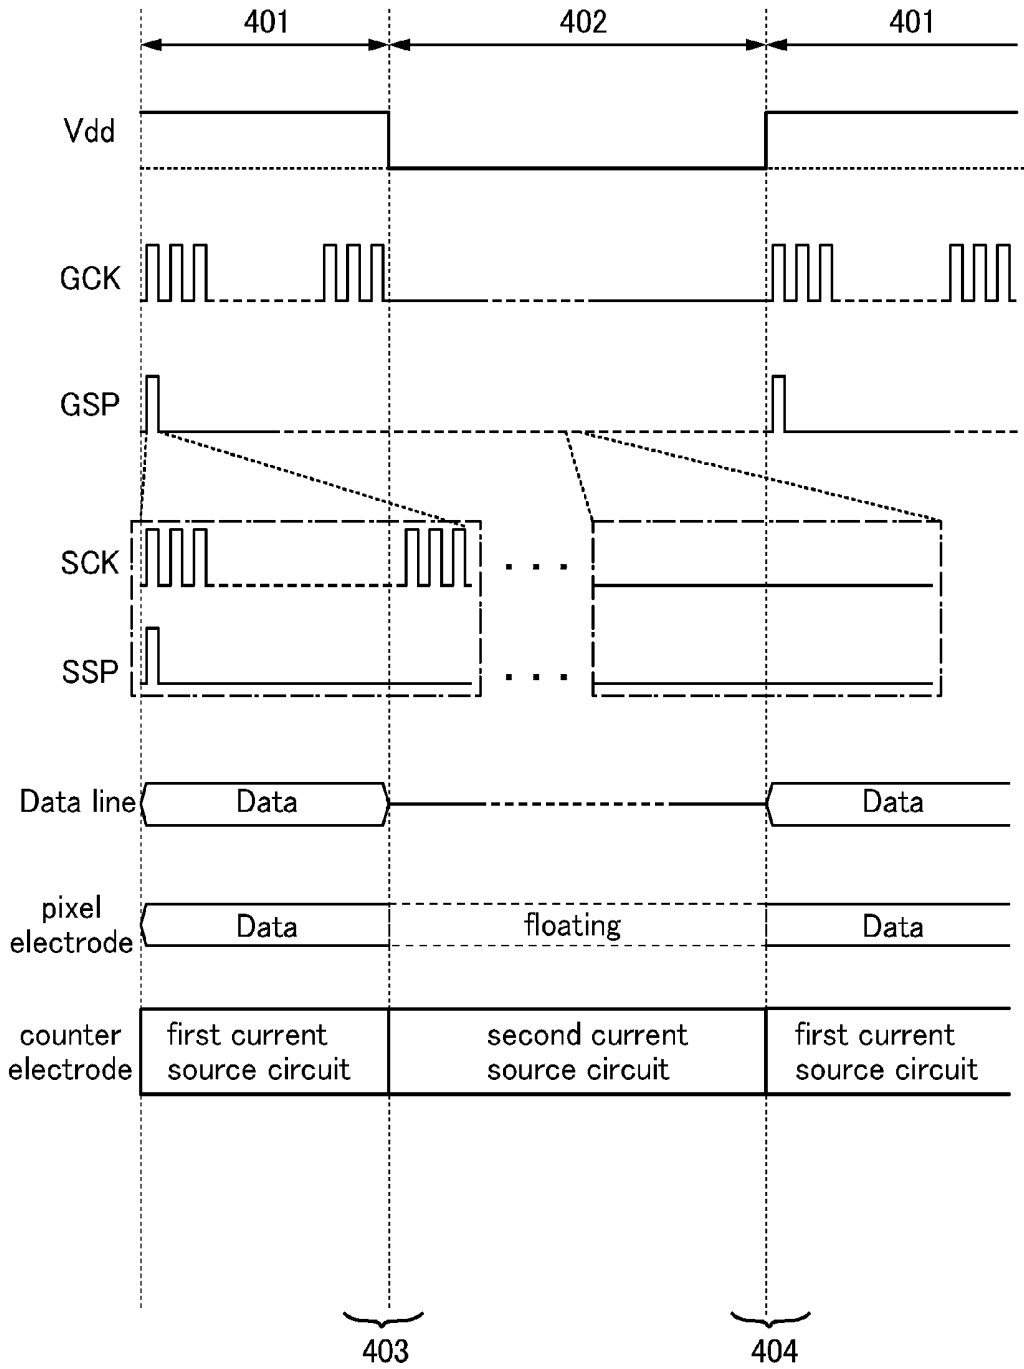 401
402
401
Vdd
GCK
GSP
SCK
. . .
SSP
. . .
Data line
Data
Data
pixel
electrode
Data
floating
Data
counter
electrode
first current
source circuit
second current
source circuit
first current
source circuit
403
404